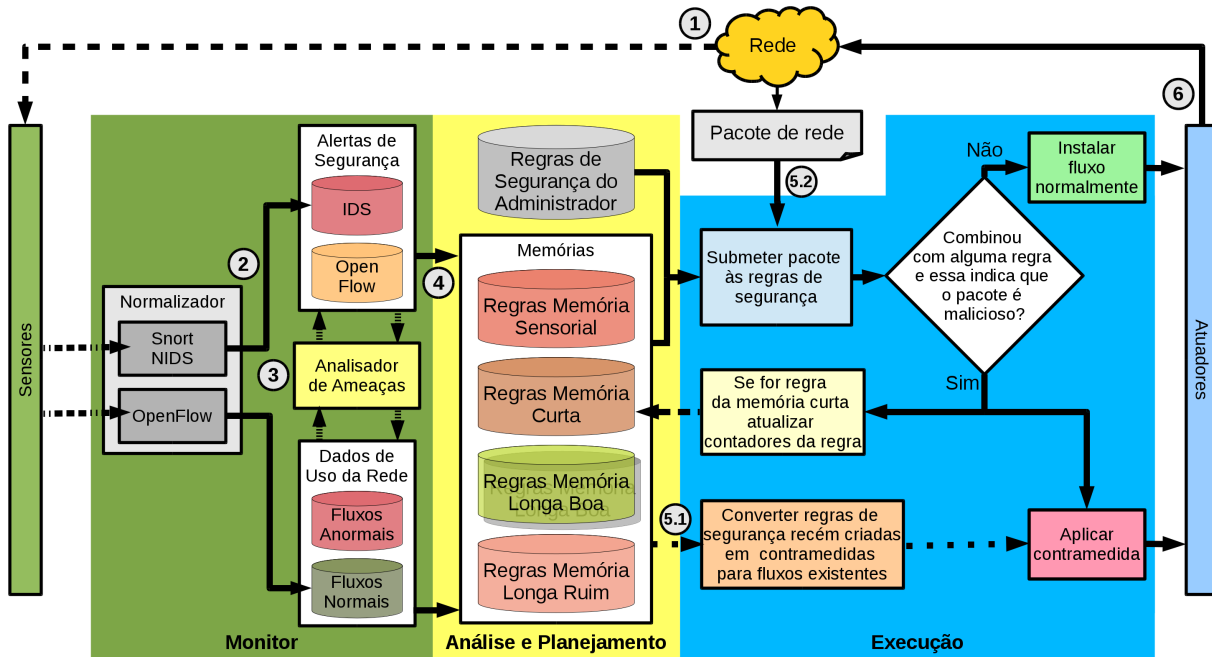 1
Rede
6
Sensores
Alertas de
Segurança
IDS
Open
Flow
2
4
Normalizador
Snort
NIDS
OpenFlow
3
Analisador
de Ameaças
Dados de
Uso da Rede
Fluxos
Anormais
Fluxos
Normais
Monitor
Regras de
Segurança do
Administrador
Memórias
Regras Memória
Sensorial
Regras Memória
Curta
Regras Memória
Longa Boa
Regras Memória
Longa Boa
Regras Memória
Longa Ruim
Análise e Planejamento
Pacote de rede
5.2
Submeter pacote
às regras de
segurança
Combinou
com alguma regra
e essa indica que
o pacote é
malicioso?
Não
Instalar
fluxo
normalmente
Sim
Se for regra
da memória curta
atualizar
contadores da regra
5.1
Converter regras de
segurança recém criadas
em contramedidas
para fluxos existentes
Aplicar
contramedida
Execução
Atuadores